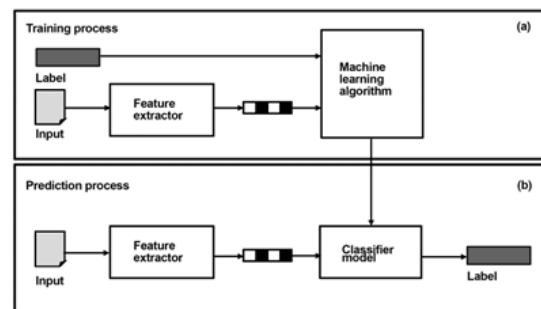 Training process
(a)
Label
Input
Feature
extractor
Machine
learning
algorithm
Prediction process
(b)
Input
Feature
extractor
Classifier
model
Label